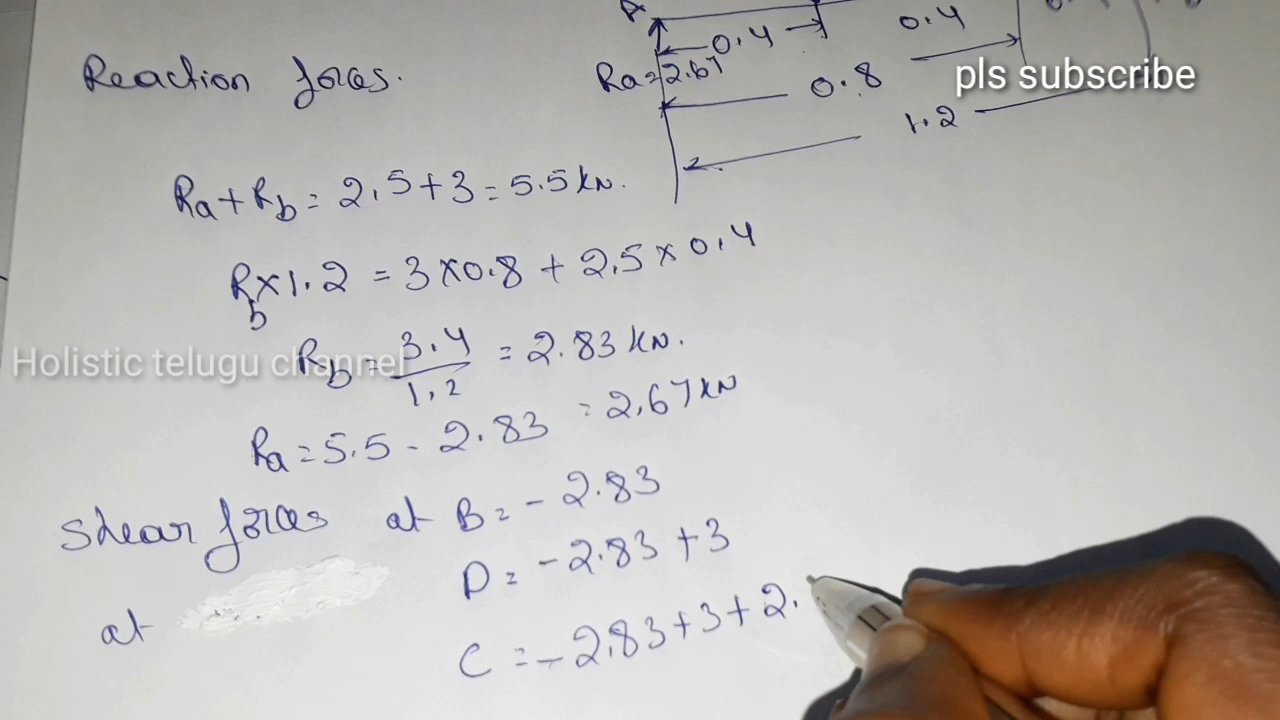 A
0.4
0.4
Reaction forces.
Ra=2.67
0.8
pls subscribe
1.2
Ra+Rb=2.5+3=5.5 kN.
Rb×1.2 = 3×0.8 + 2.5×0.4
Holistic telugu channel
Rb = 3.4/1.2 = 2.83 kN.
Ra=5.5 - 2.83 = 2.67 kN
Shear forces at B= - 2.83
D= -2.83 +3
at
C = -2.83+3+2.